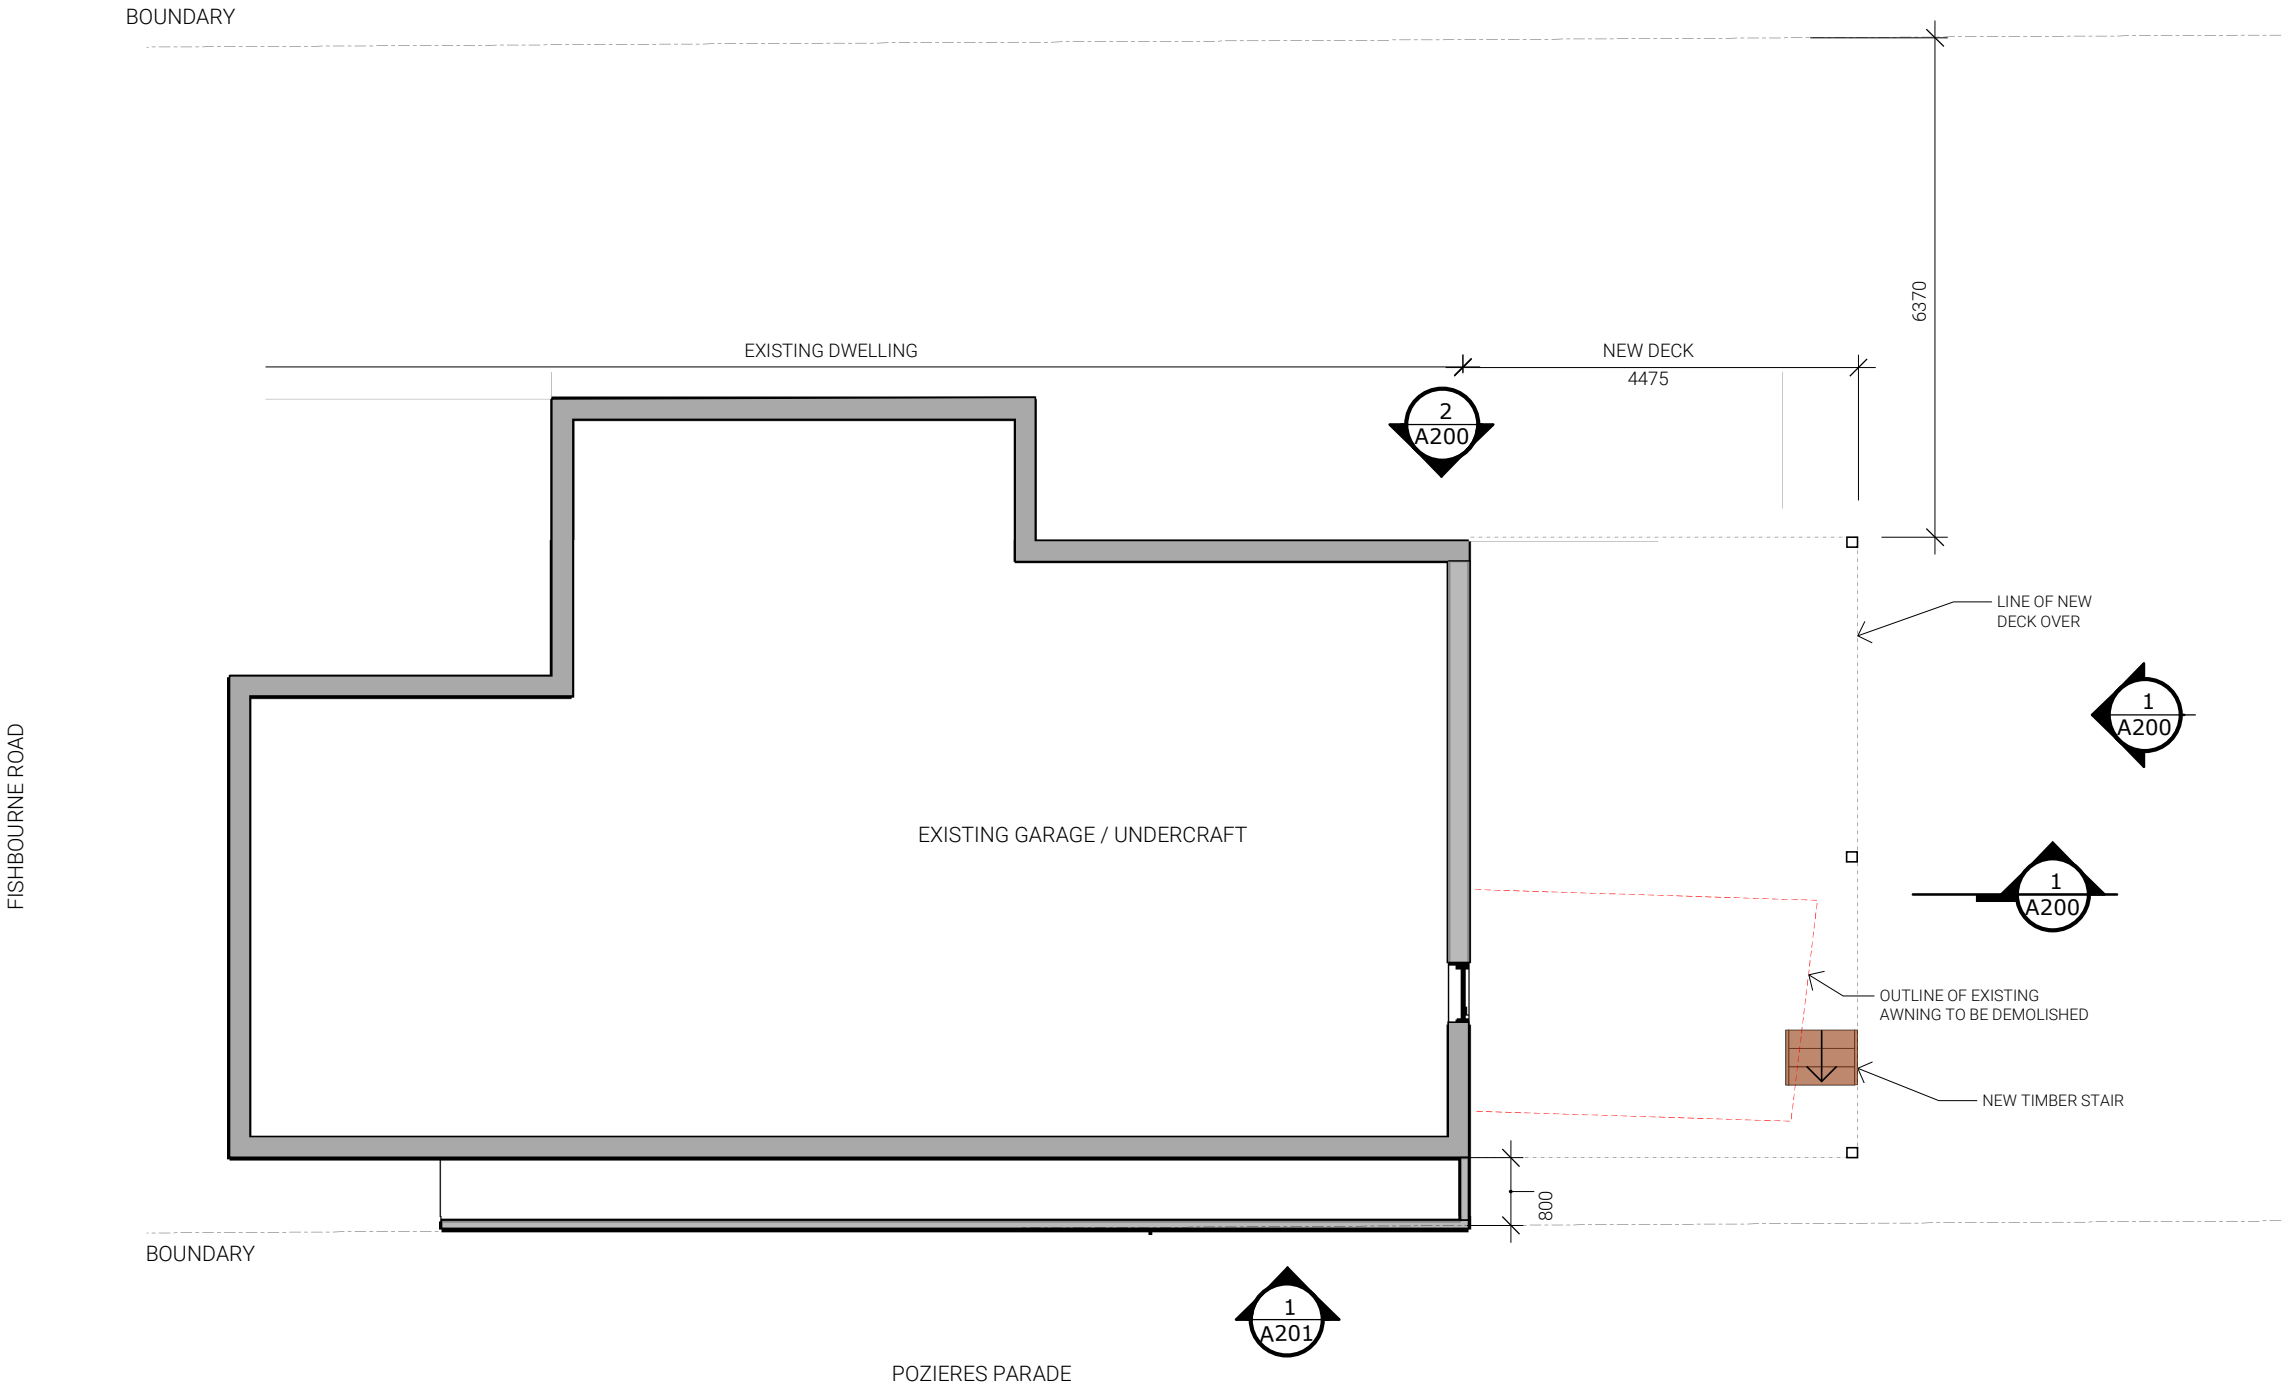 BOUNDARY
6370
EXISTING DWELLING
NEW DECK
4475
2
A200
LINE OF NEW
DECK OVER
1
A200
FISHBOURNE ROAD
EXISTING GARAGE / UNDERCRAFT
1
A200
OUTLINE OF EXISTING
AWNING TO BE DEMOLISHED
NEW TIMBER STAIR
800
BOUNDARY
1
A201
POZIERES PARADE